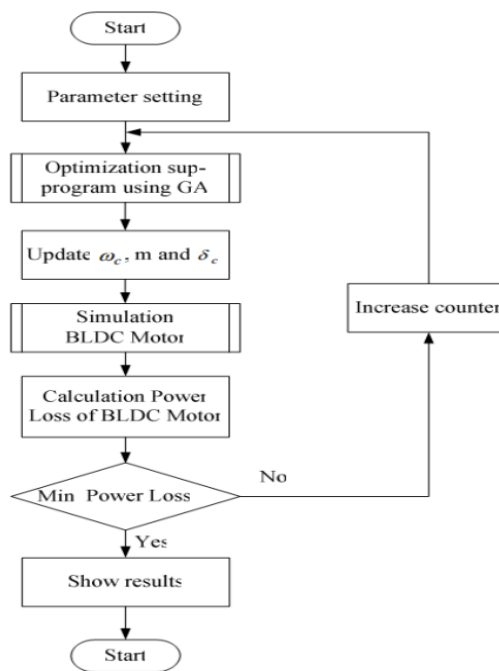 Start
Parameter setting
Optimization sup-
program using GA
Update ω_c, m and δ_c
Simulation
BLDC Motor
Increase counter
Calculation Power
Loss of BLDC Motor
Min Power Loss
No
Yes
Show results
Start